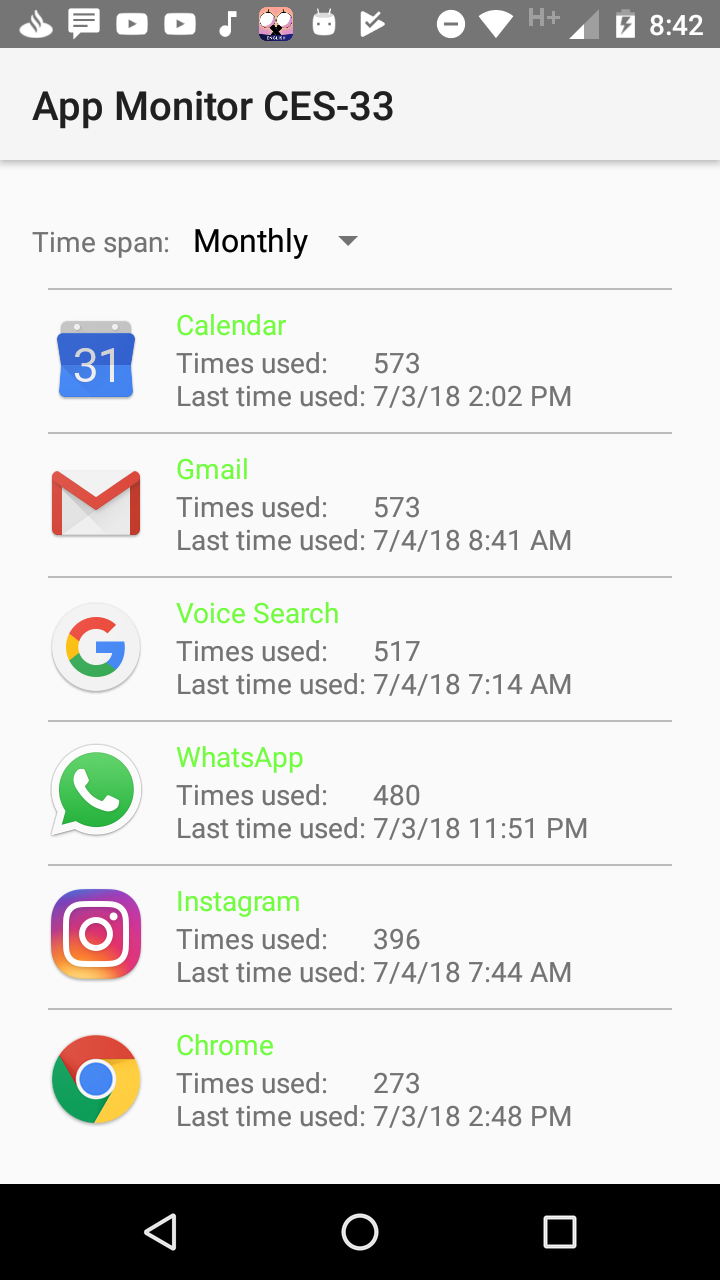 H+ 8:42
App Monitor CES-33
Time span: Monthly
31
Calendar
Times used: 573
Last time used: 7/3/18 2:02 PM
Gmail
Times used: 573
Last time used: 7/4/18 8:41 AM
Voice Search
Times used: 517
Last time used: 7/4/18 7:14 AM
WhatsApp
Times used: 480
Last time used: 7/3/18 11:51 PM
Instagram
Times used: 396
Last time used: 7/4/18 7:44 AM
Chrome
Times used: 273
Last time used: 7/3/18 2:48 PM